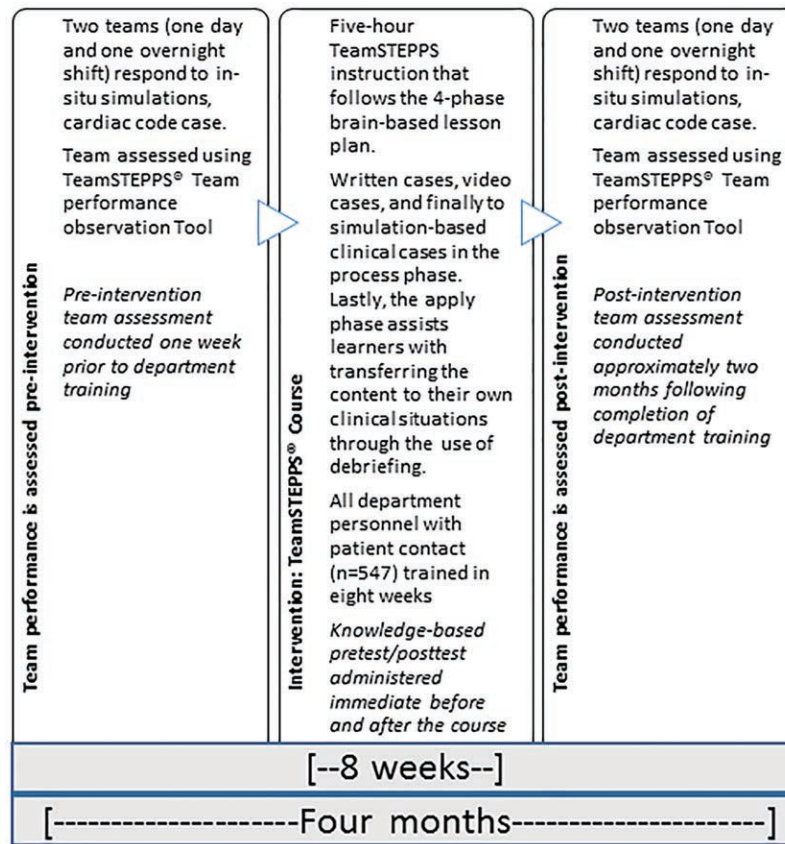 Team performance is assessed pre-intervention
Two teams (one day
and one overnight
shift) respond to in-
situ simulations,
cardiac code case.
Team assessed using
TeamSTEPPS® Team
performance
observation Tool
Pre-intervention
team assessment
conducted one week
prior to department
training
Intervention: TeamSTEPPS® Course
Five-hour
TeamSTEPPS
instruction that
follows the 4-phase
brain-based lesson
plan.
Written cases, video
cases, and finally to
simulation-based
clinical cases in the
process phase.
Lastly, the apply
phase assists
learners with
transferring the
content to their own
clinical situations
through the use of
debriefing.
All department
personnel with
patient contact
(n=547) trained in
eight weeks
Knowledge-based
pretest/posttest
administered
immediate before
and after the course
Team performance is assessed post-intervention
Two teams (one day
and one overnight
shift) respond to in-
situ simulations,
cardiac code case.
Team assessed using
TeamSTEPPS® Team
performance
observation Tool
Post-intervention
team assessment
conducted
approximately two
months following
completion of
department training
[--8 weeks--]
[--------------------Four months--------------------]